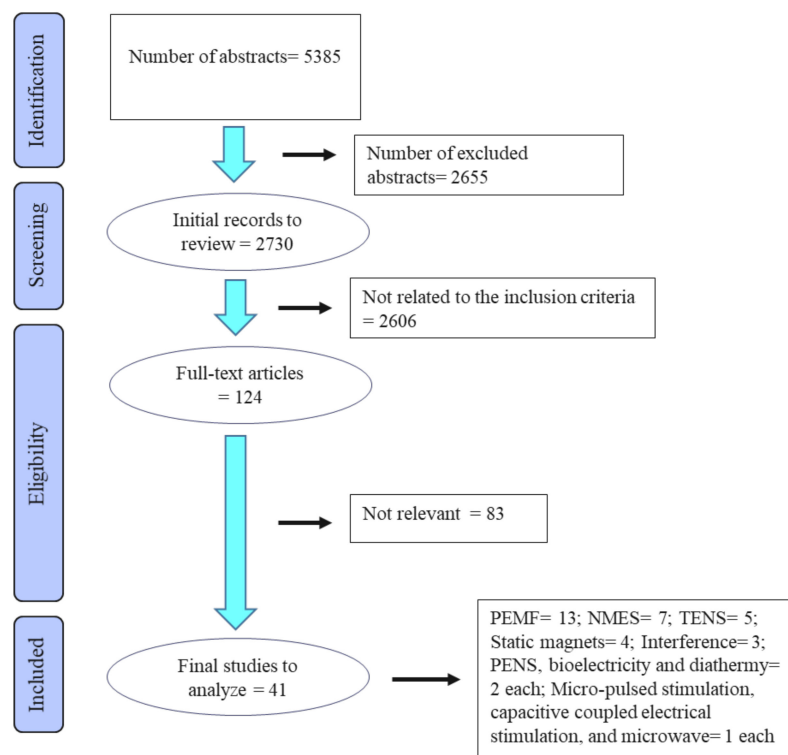 Identification
Number of abstracts= 5385
Number of excluded
abstracts= 2655
Screening
Initial records to
review = 2730
Not related to the inclusion criteria
= 2606
Eligibility
Full-text articles
= 124
Not relevant = 83
Included
Final studies to
analyze = 41
PEMF= 13; NMES= 7; TENS= 5;
Static magnets= 4; Interference= 3;
PENS, bioelectricity and diathermy=
2 each; Micro-pulsed stimulation,
capacitive coupled electrical
stimulation, and microwave= 1 each